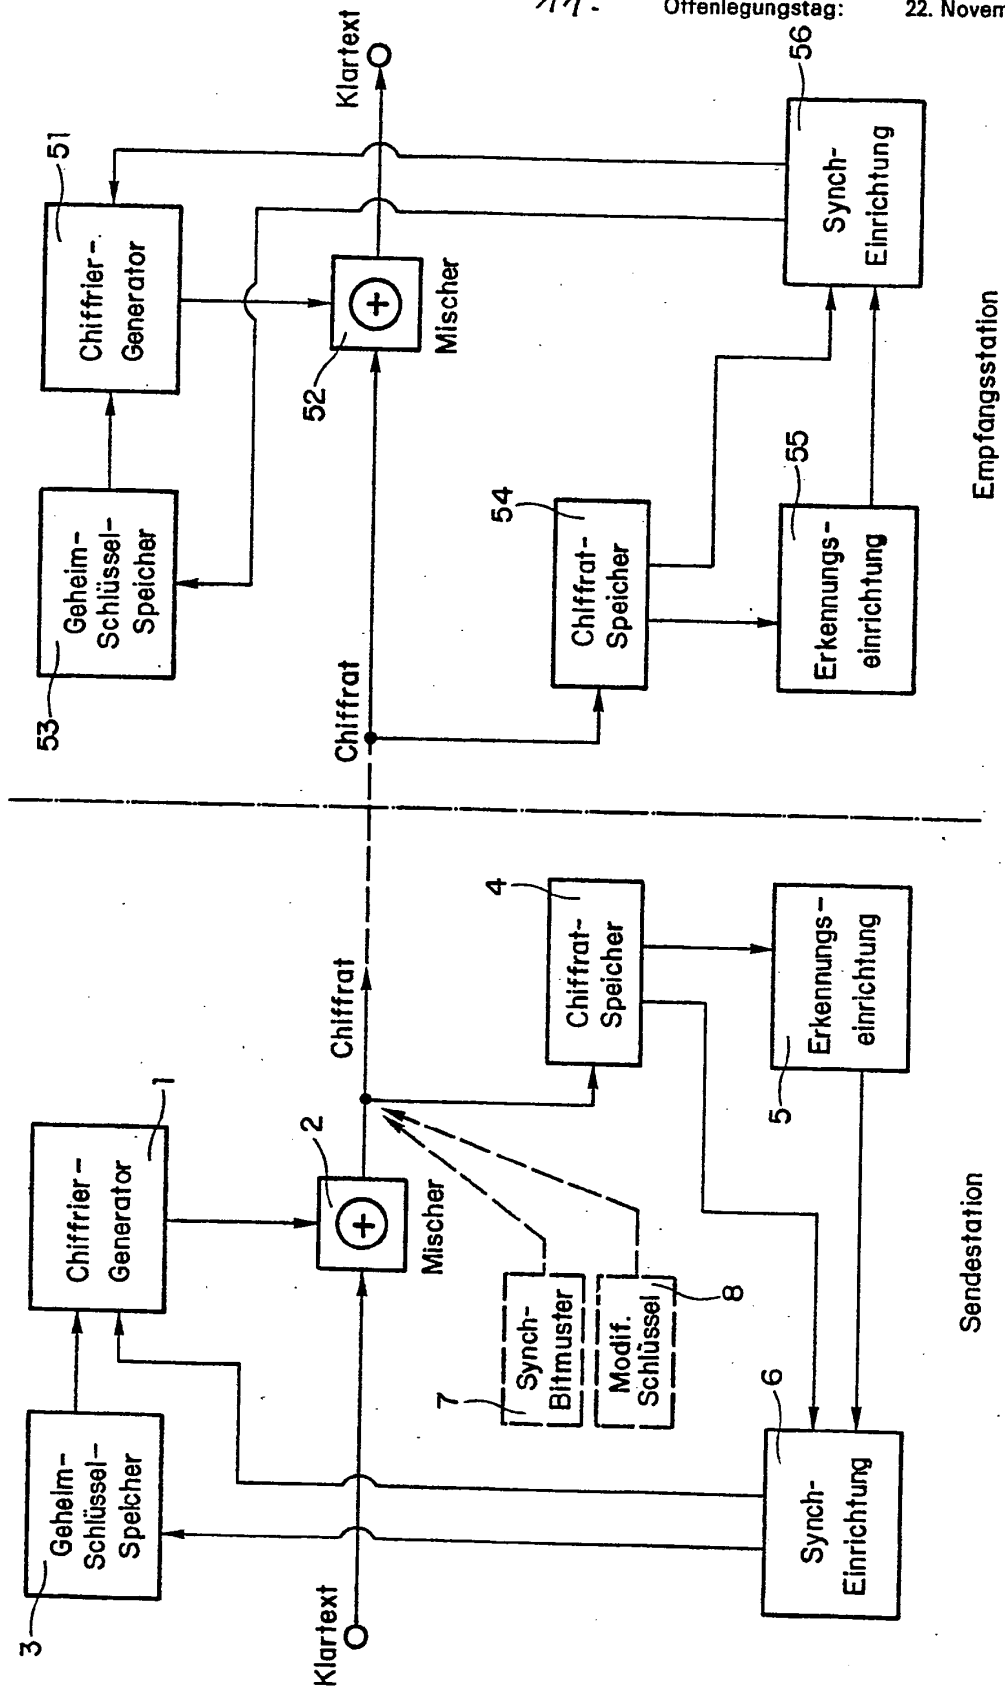 Offenlegungstag: 22.
3
Geheim-
Schlüssel-
Speicher
Chiffrier-
Generator
1
Klartext
2
Mischer
Chiffrat
7
Synch-
Bitmuster
Modif.
Schlüssel
8
4
Chiffrat-
Speicher
6
Synch-
Einrichtung
5
Erkennungs-
einrichtung
Sendestation
53
Geheim-
Schlüssel-
Speicher
51
Chiffrier-
Generator
Chiffrat
52
Mischer
Klartext
54
Chiffrat-
Speicher
55
Erkennungs-
einrichtung
56
Synch-
Einrichtung
Empfangsstation